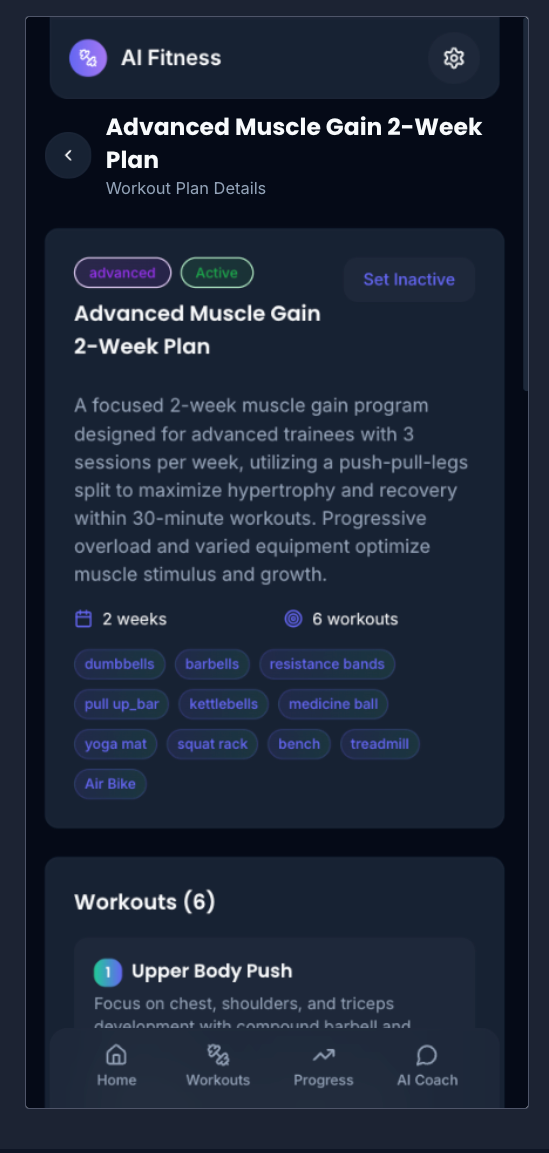 AI Fitness
Advanced Muscle Gain 2-Week
Plan
Workout Plan Details
advanced
Active
Set Inactive
Advanced Muscle Gain
2-Week Plan
A focused 2-week muscle gain program
designed for advanced trainees with 3
sessions per week, utilizing a push-pull-legs
split to maximize hypertrophy and recovery
within 30-minute workouts. Progressive
overload and varied equipment optimize
muscle stimulus and growth.
2 weeks
6 workouts
dumbbells
barbells
resistance bands
pull up_bar
kettlebells
medicine ball
yoga mat
squat rack
bench
treadmill
Air Bike
Workouts (6)
1
Upper Body Push
Focus on chest, shoulders, and triceps
development with compound barbell and
Home
Workouts
Progress
AI Coach